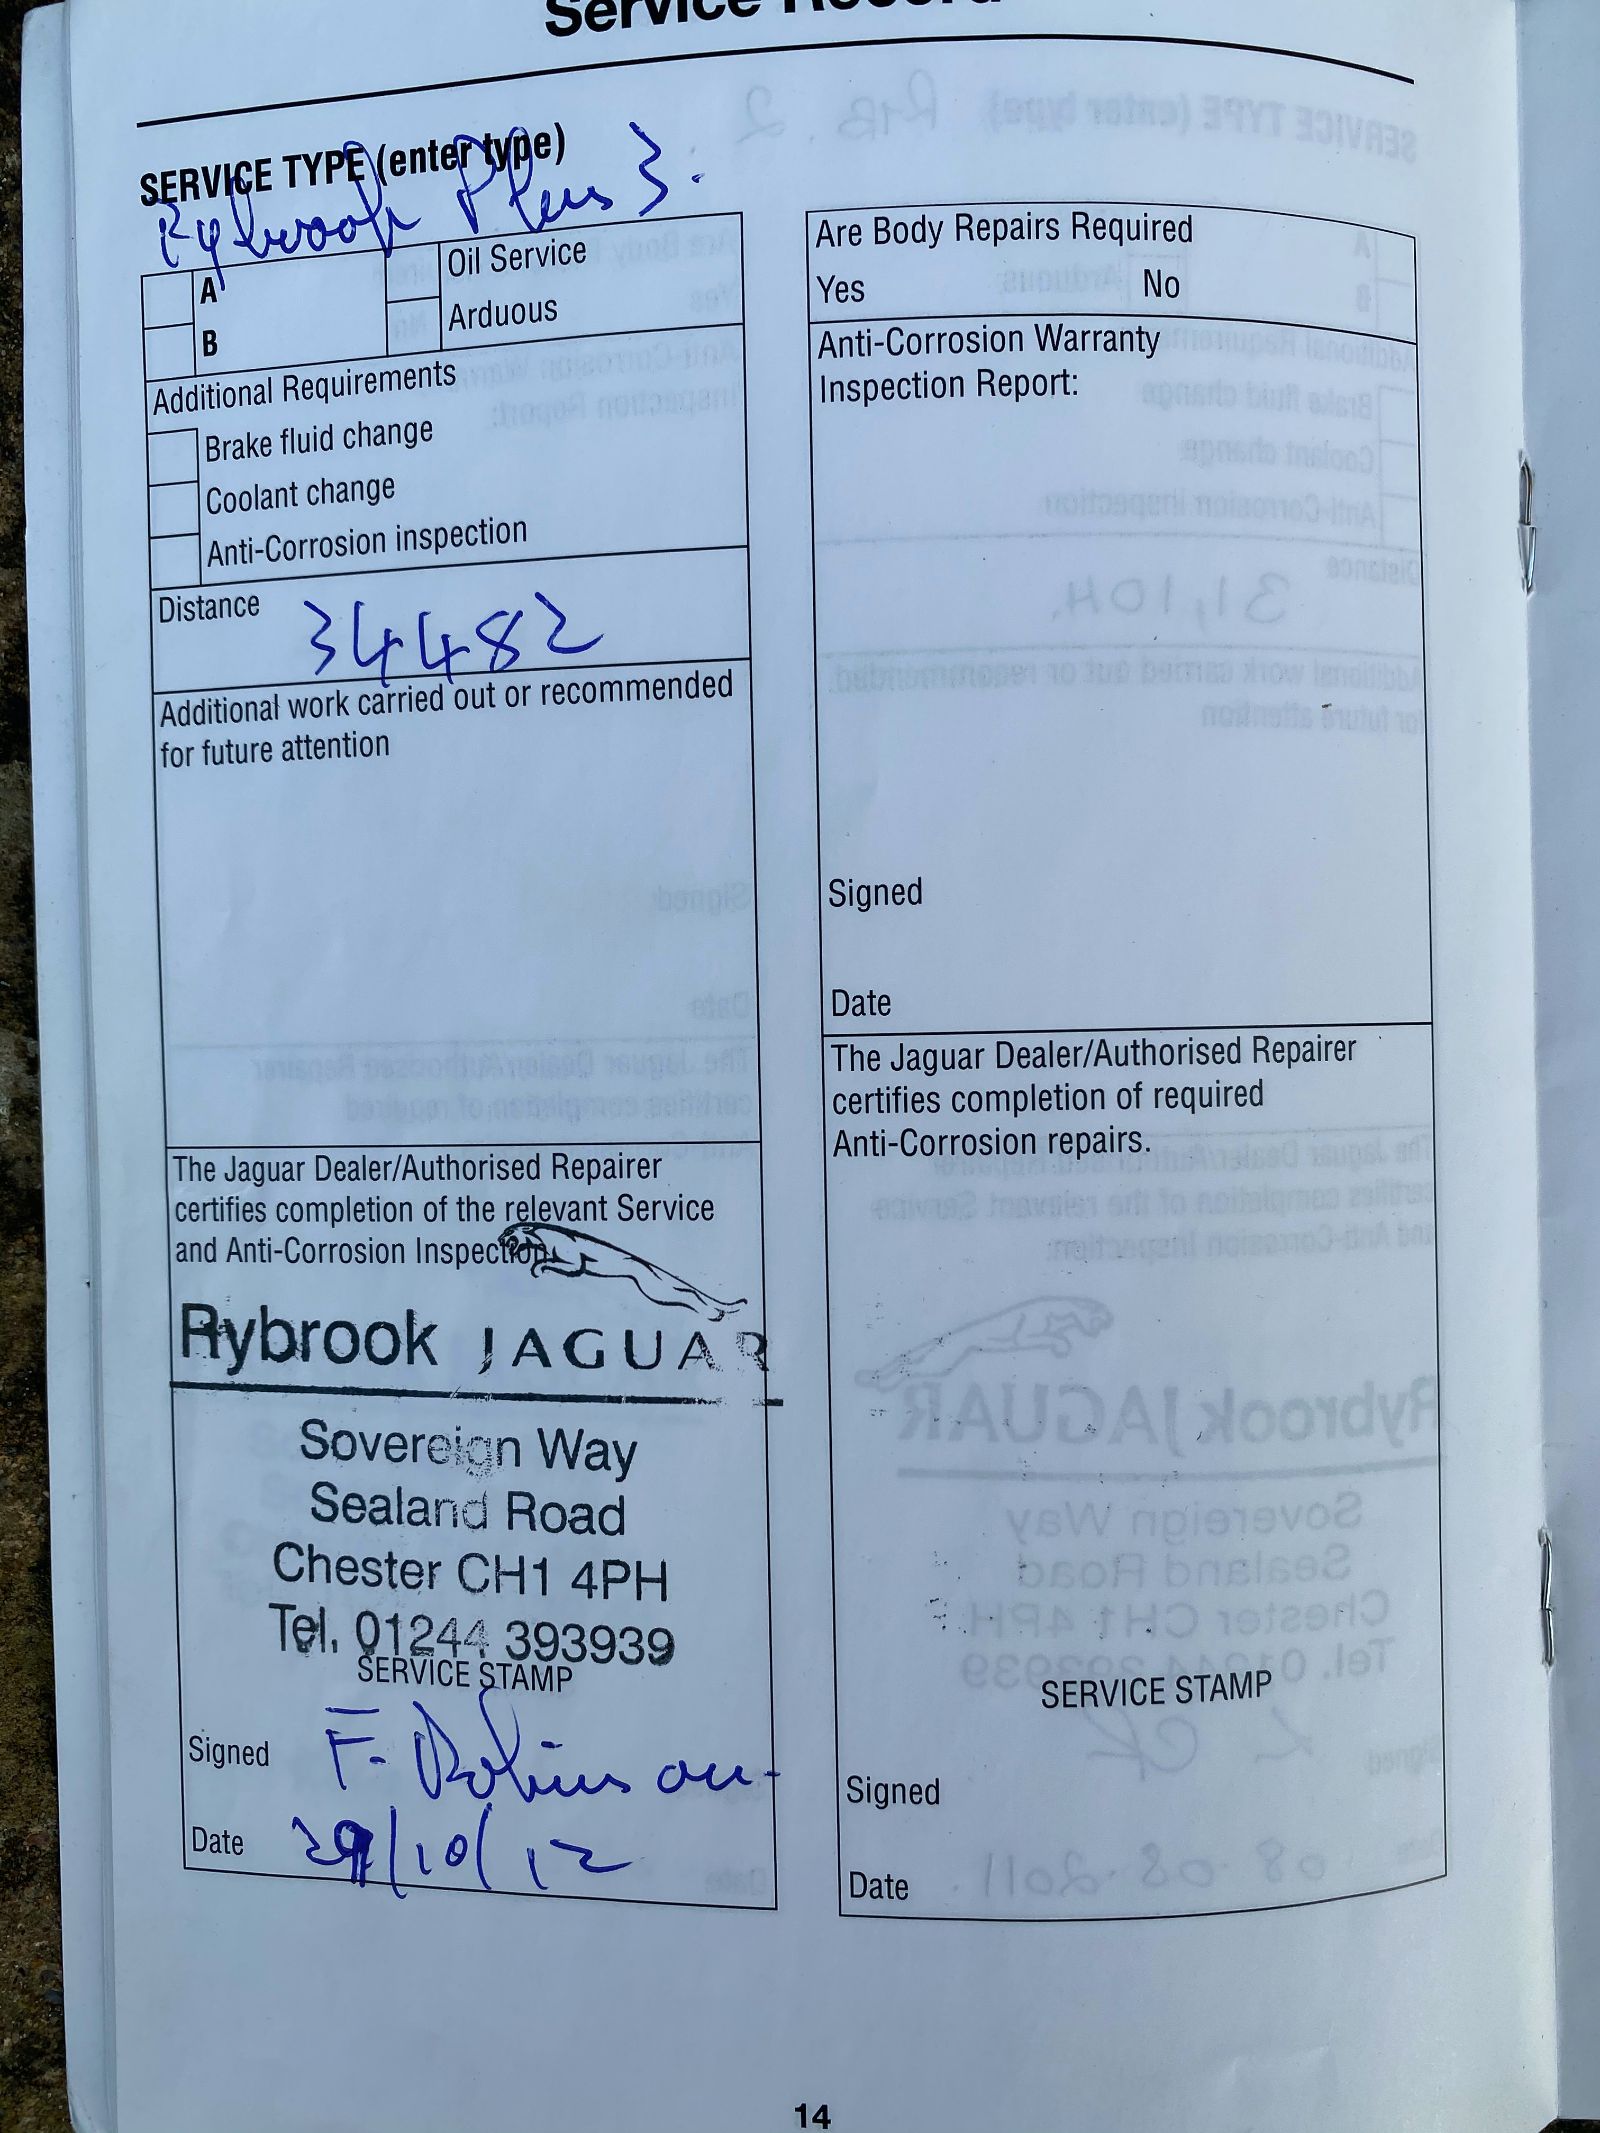 Service Record
SERVICE TYPE (enter type)
Rybrook Plus 3.
A
B
Oil Service
Arduous
Additional Requirements
Brake fluid change
Coolant change
Anti-Corrosion inspection
Distance 34482
Additional work carried out or recommended
for future attention
The Jaguar Dealer/Authorised Repairer
certifies completion of the relevant Service
and Anti-Corrosion Inspection.
Rybrook JAGUAR
Sovereign Way
Sealand Road
Chester CH1 4PH
Tel. 01244 393939
SERVICE STAMP
Signed F. Robinson.
Date 29/10/12
Are Body Repairs Required
Yes No
Anti-Corrosion Warranty
Inspection Report:
Signed
Date
The Jaguar Dealer/Authorised Repairer
certifies completion of required
Anti-Corrosion repairs.
SERVICE STAMP
Signed
Date
14